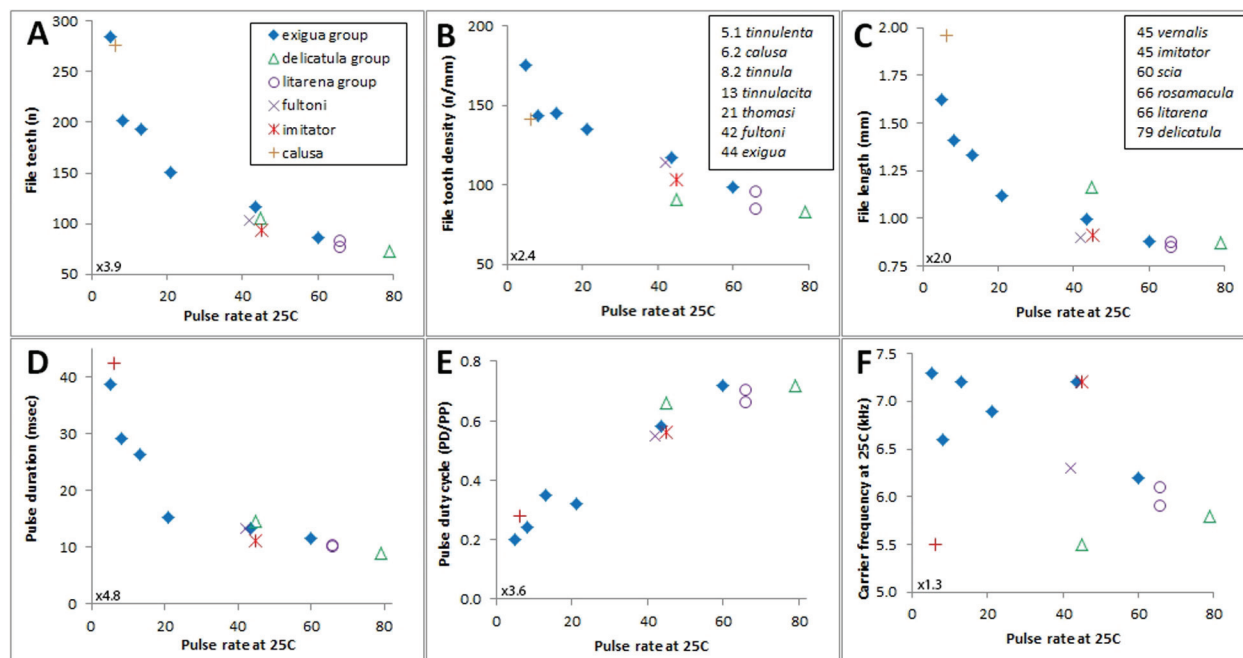 A
File teeth (n)
300
250
200
150
100
50
0
20
40
60
80
Pulse rate at 25C
x3.9
exigua group
delicatula group
litarena group
fultoni
imitator
calusa
B
File tooth density (n/mm)
200
150
100
50
0
20
40
60
80
Pulse rate at 25C
x2.4
5.1 tinnulenta
6.2 calusa
8.2 tinnula
13 tinnulacita
21 thomasi
42 fultoni
44 exigua
C
File length (mm)
2.00
1.75
1.50
1.25
1.00
0.75
0
20
40
60
80
Pulse rate at 25C
x2.0
45 vernalis
45 imitator
60 scia
66 rosamacula
66 litarena
79 delicatula
D
Pulse duration (msec)
40
30
20
10
0
0
20
40
60
80
Pulse rate at 25C
x4.8
E
Pulse duty cycle (PD/PP)
0.8
0.6
0.4
0.2
0.0
0
20
40
60
80
Pulse rate at 25C
x3.6
F
Carrier frequency at 25C (kHz)
7.5
7.0
6.5
6.0
5.5
5.0
0
20
40
60
80
Pulse rate at 25C
x1.3